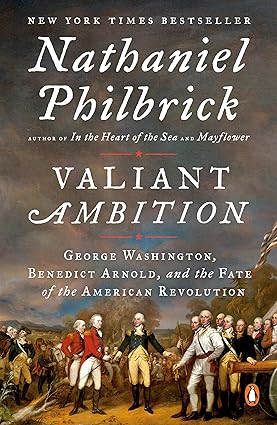 NEW YORK TIMES BESTSELLER
Nathaniel
Philbrick
AUTHOR OF In the Heart of the Sea AND Mayflower
VALIANT
AMBITION
GEORGE WASHINGTON,
BENEDICT ARNOLD, and the FATE
of the AMERICAN REVOLUTION